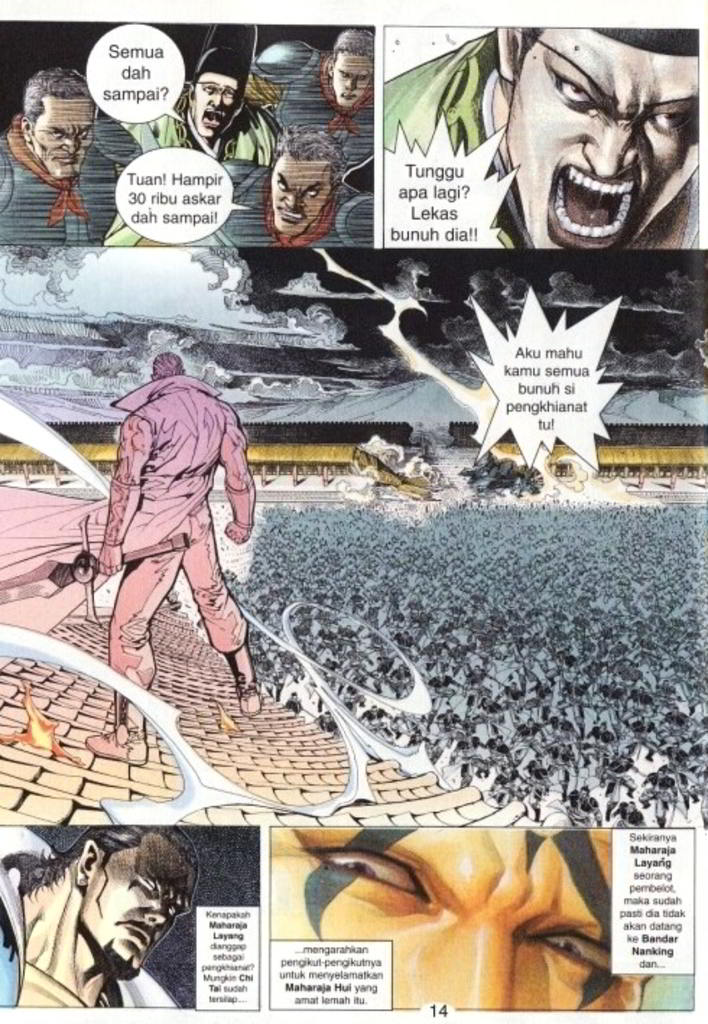 Semua
dah
sampai?
Tuan! Hampir
30 ribu askar
dah sampai!
Tunggu
apa lagi?
Lekas
bunuh dia!!
Aku mahu
kamu semua
bunuh si
pengkhianat
tu!
Kenapakah
Maharaja
Layang
dianggap
sebagai
pengkhianat?
Mungkin Chi
Tai sudah
tersilap....
Sekiranya
Maharaja
Layang
seorang
pembelot,
maka sudah
pasti dia tidak
akan datang
ke Bandar
Nanking
dan...
...mengarahkan
pengikut-pengikutnya
untuk menyelamatkan
Maharaja Hui yang
amat lemah itu.
14